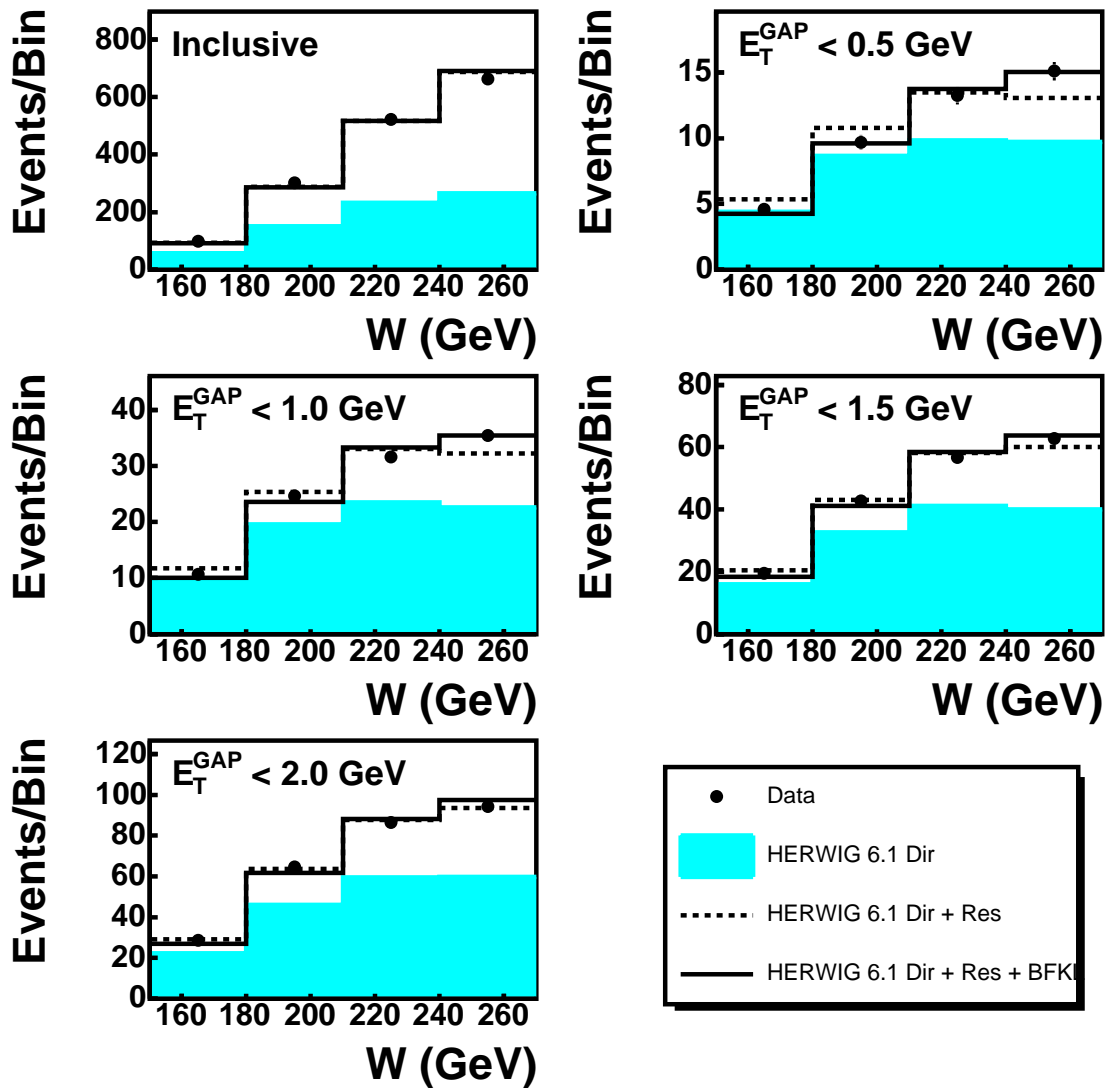 Inclusive
Events/Bin
800
600
400
200
0
160 180 200 220 240 260
W (GeV)
E_T^GAP < 0.5 GeV
Events/Bin
15
10
5
0
160 180 200 220 240 260
W (GeV)
E_T^GAP < 1.0 GeV
Events/Bin
40
30
20
10
0
160 180 200 220 240 260
W (GeV)
E_T^GAP < 1.5 GeV
Events/Bin
80
60
40
20
0
160 180 200 220 240 260
W (GeV)
E_T^GAP < 2.0 GeV
Events/Bin
120
100
80
60
40
20
0
160 180 200 220 240 260
W (GeV)
Data
HERWIG 6.1 Dir
HERWIG 6.1 Dir + Res
HERWIG 6.1 Dir + Res + BFKL